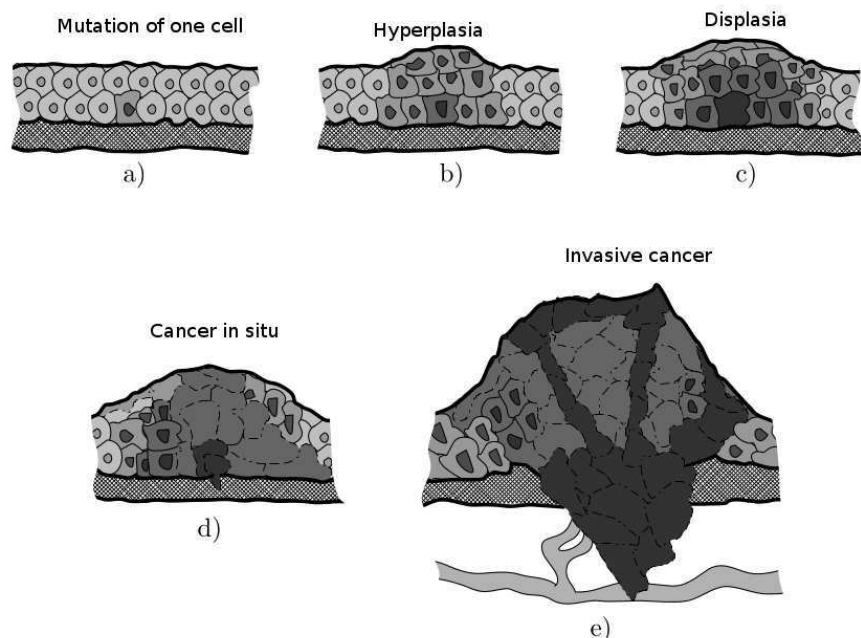 Mutation of one cell
Hyperplasia
Displasia
a)
b)
c)
Cancer in situ
Invasive cancer
d)
e)